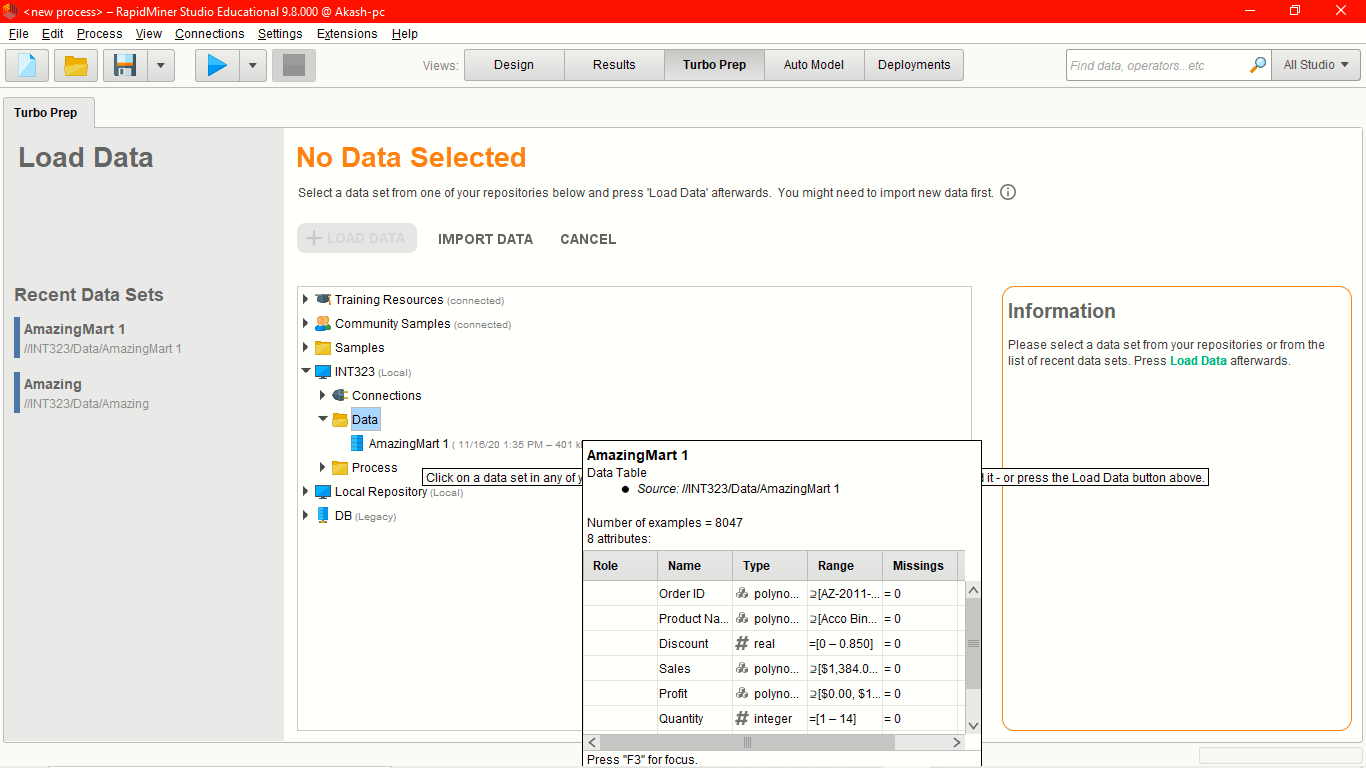 <new process> – RapidMiner Studio Educational 9.8.000 @ Akash-pc
File Edit Process View Connections Settings Extensions Help
Views: Design Results Turbo Prep Auto Model Deployments Find data, operators...etc All Studio
Turbo Prep
Load Data
No Data Selected
Select a data set from one of your repositories below and press 'Load Data' afterwards. You might need to import new data first.
LOAD DATA IMPORT DATA CANCEL
Recent Data Sets
AmazingMart 1
//INT323/Data/AmazingMart 1
Amazing
//INT323/Data/Amazing
Training Resources (connected)
Community Samples (connected)
Samples
INT323 (Local)
Connections
Data
AmazingMart 1 ( 11/16/20 1:35 PM – 401
Process
Click on a data set in any of
it - or press the Load Data button above.
Local Repository (Local)
DB (Legacy)
AmazingMart 1
Data Table
● Source: //INT323/Data/AmazingMart 1
Number of examples = 8047
8 attributes:
Role Name Type Range Missings
Order ID polyno... ⊇[AZ-2011-... = 0
Product Na... polyno... ⊇[Acco Bin... = 0
Discount # real =[0 – 0.850] = 0
Sales polyno... ⊇[$1,384.0... = 0
Profit polyno... ⊇[$0.00, $1... = 0
Quantity # integer =[1 – 14] = 0
Press "F3" for focus.
Information
Please select a data set from your repositories or from the
list of recent data sets. Press Load Data afterwards.